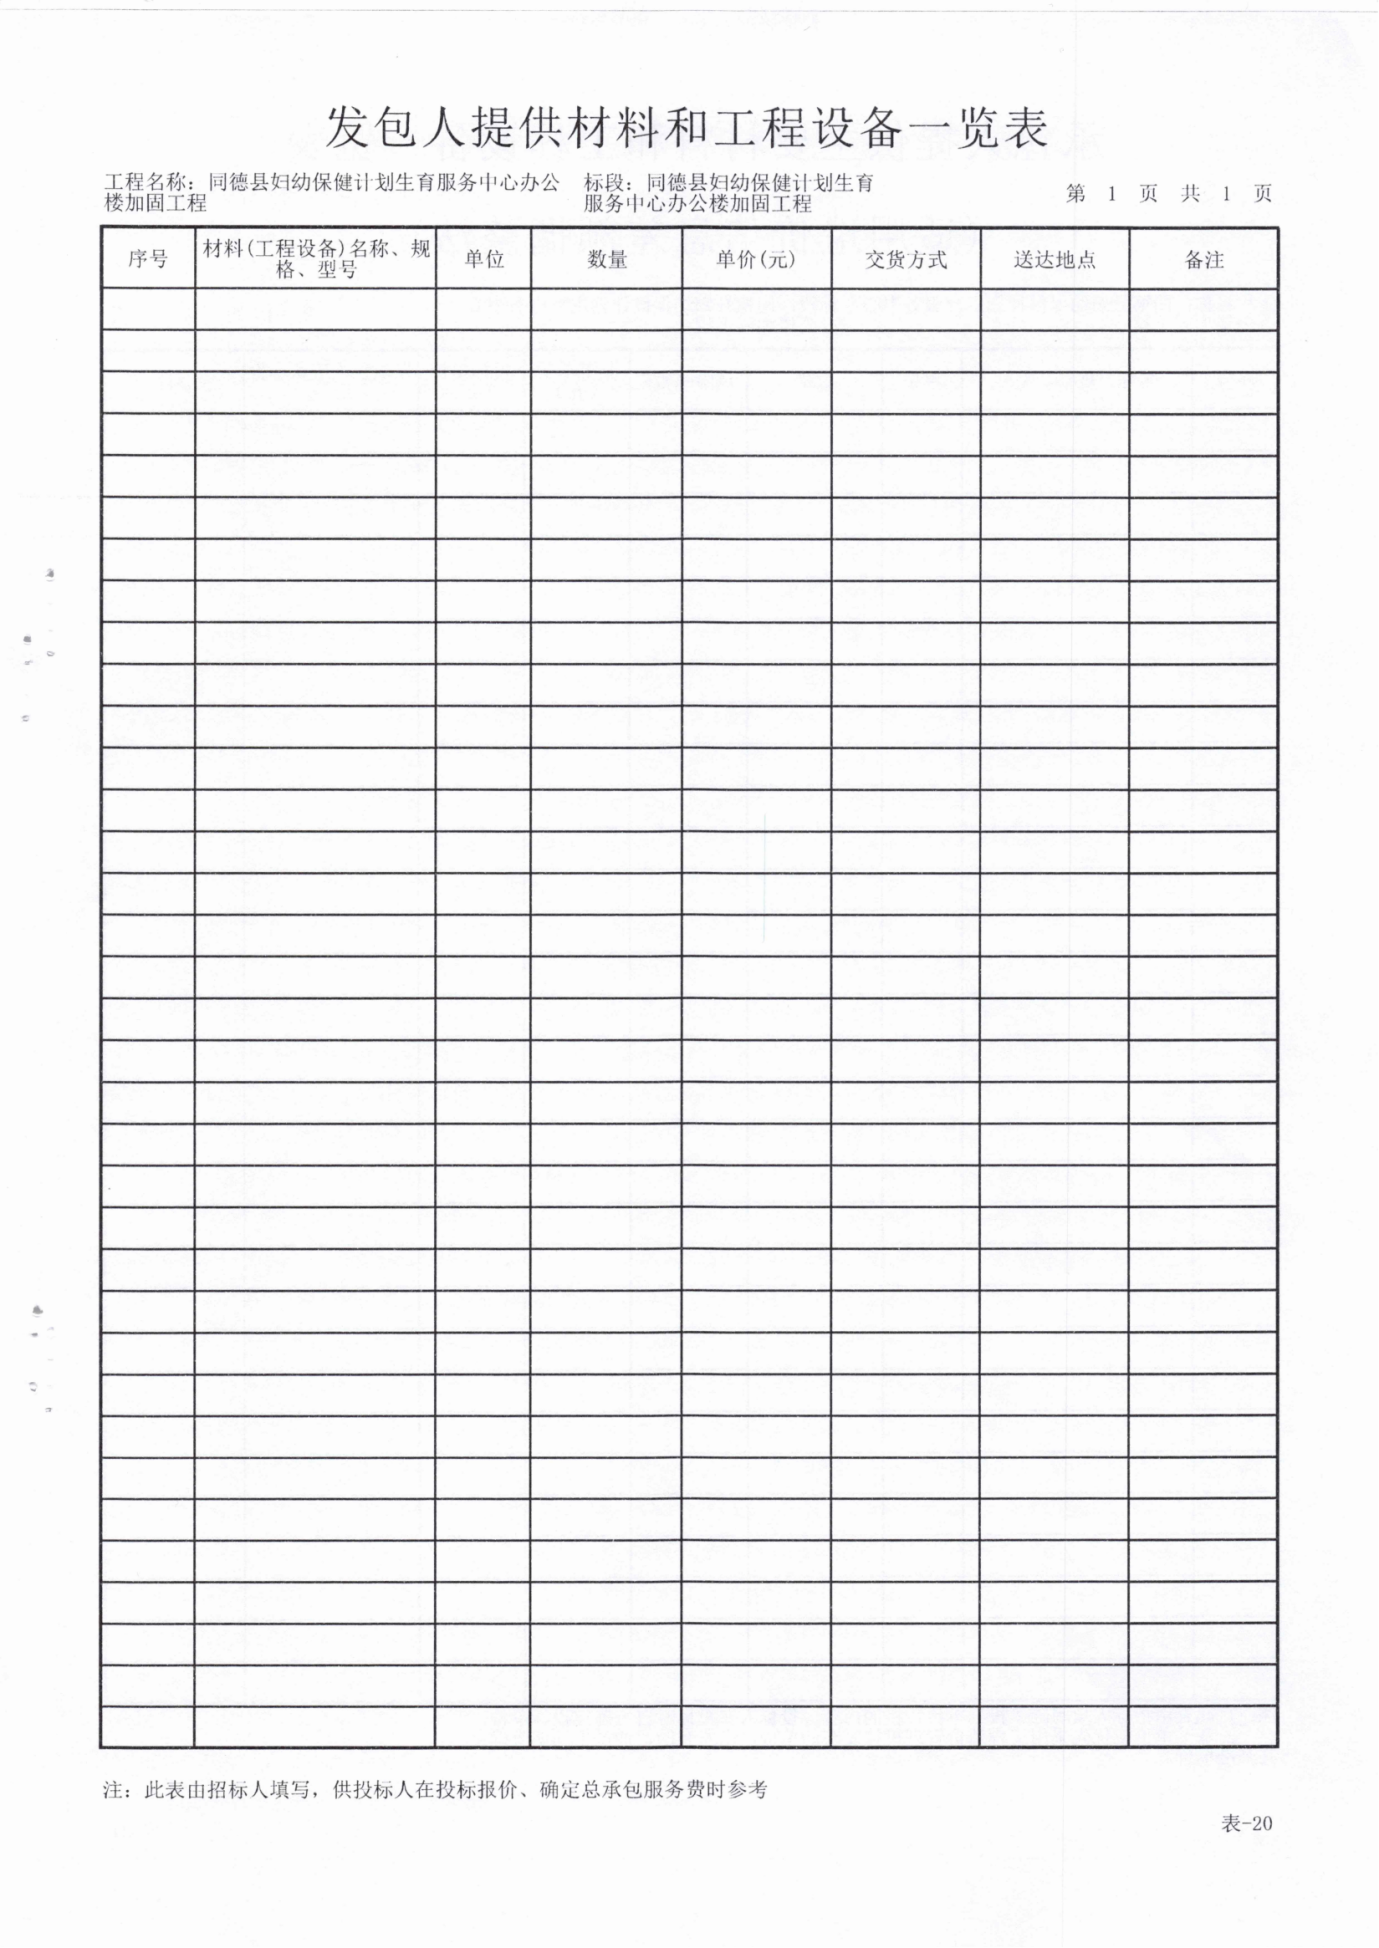 发包人提供材料和工程设备一览表
工程名称：同德县妇幼保健计划生育服务中心办公
楼加固工程
标段：同德县妇幼保健计划生育
服务中心办公楼加固工程
第 1 页 共 1 页
序号
材料(工程设备)名称、规
格、型号
单位
数量
单价(元)
交货方式
送达地点
备注
注：此表由招标人填写，供投标人在投标报价、确定总承包服务费时参考
表-20